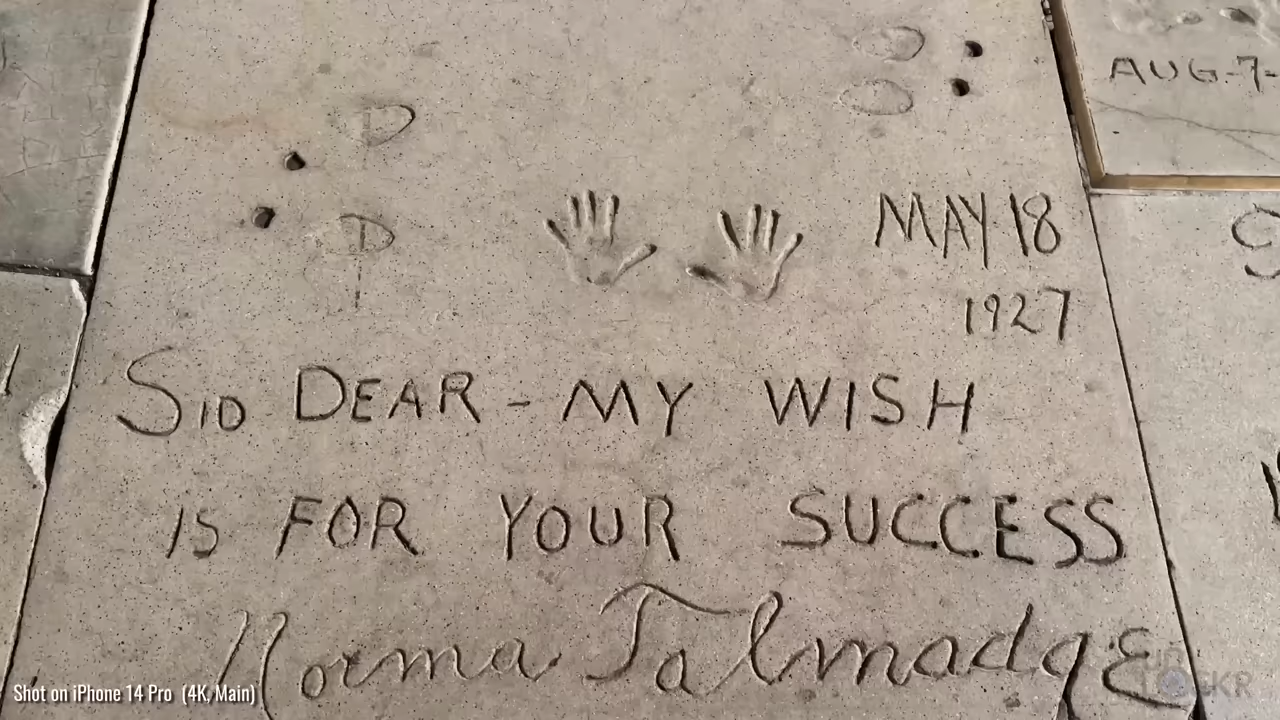 AUG-7-
MAY 18
1927
SID DEAR - MY WISH
IS FOR YOUR SUCCESS
Norma Talmadge
Shot on iPhone 14 Pro (4K, Main)